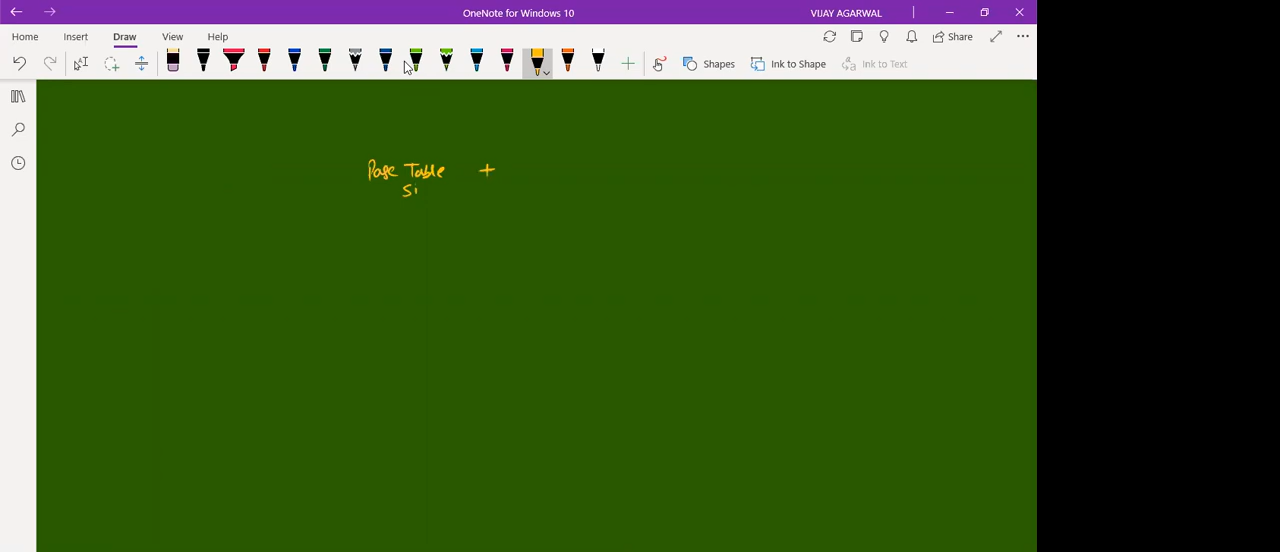 OneNote for Windows 10
VIJAY AGARWAL
Home Insert Draw View Help
Share
Shapes
Ink to Shape
Ink to Text
Page Table +
Si